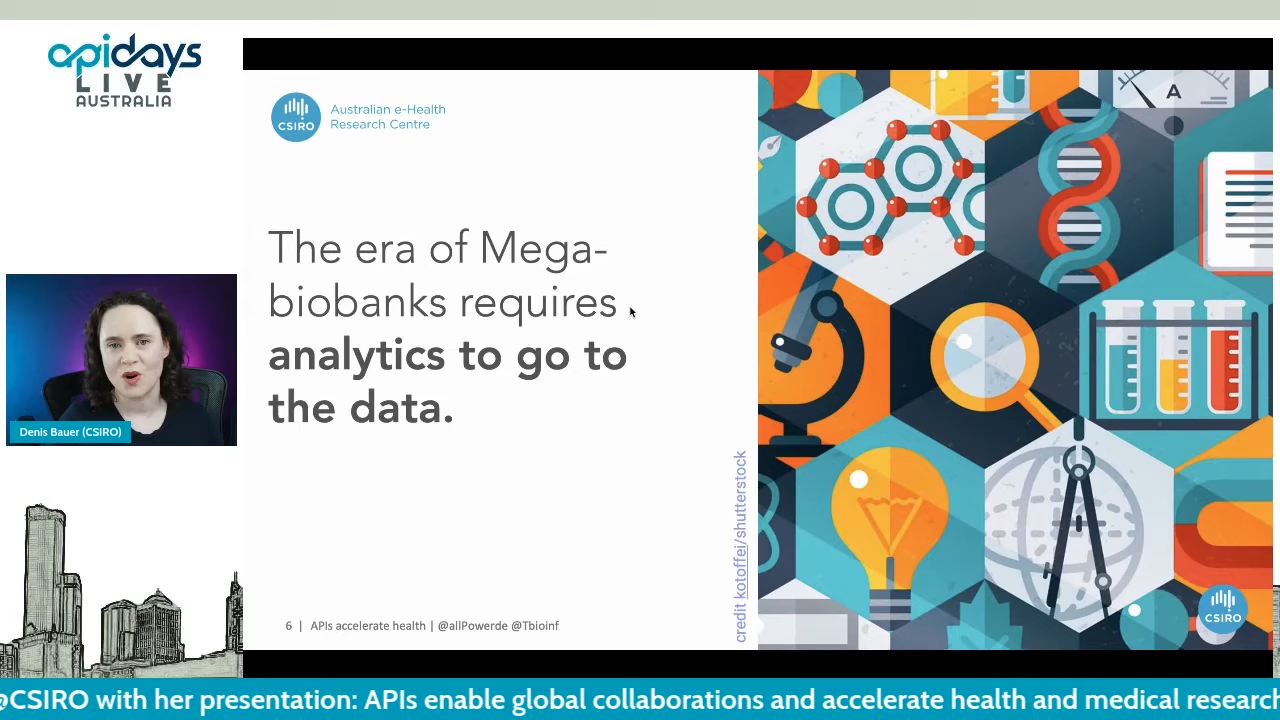 apidays
LIVE
AUSTRALIA
CSIRO
Australian e-Health
Research Centre
The era of Mega-
biobanks requires
analytics to go to
the data.
A
Denis Bauer (CSIRO)
credit kotoffei/shutterstock
6 | APIs accelerate health | @allPowerde @Tbioinf
CSIRO
@CSIRO with her presentation: APIs enable global collaborations and accelerate health and medical research